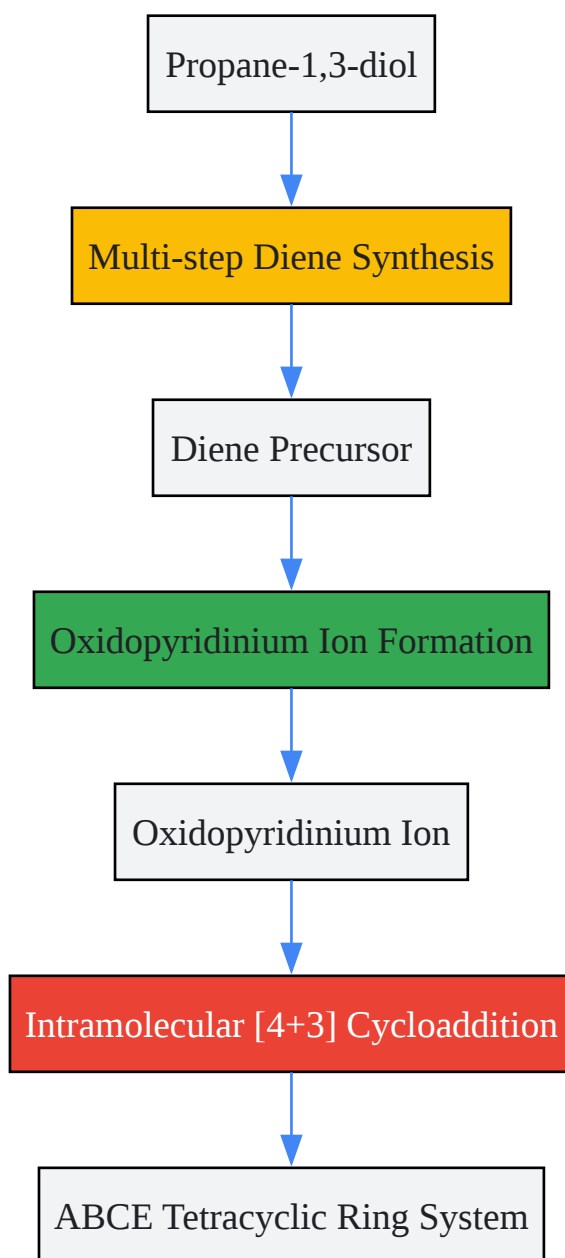 Propane-1,3-diol
Multi-step Diene Synthesis
Diene Precursor
Oxidopyridinium Ion Formation
Oxidopyridinium Ion
Intramolecular [4+3] Cycloaddition
ABCE Tetracyclic Ring System